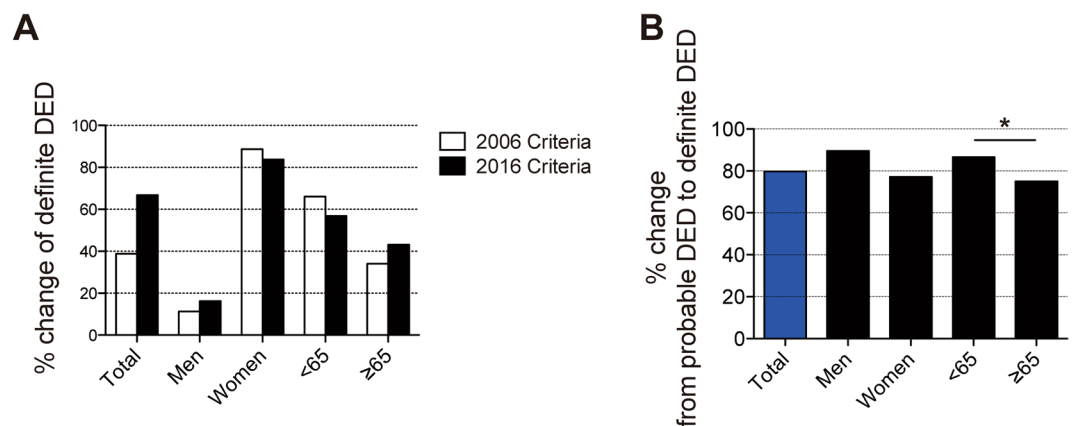 A
% change of definite DED
100
80
60
40
20
0
Total
Men
Women
<65
≥65
2006 Criteria
2016 Criteria
B
% change
from probable DED to definite DED
100
80
60
40
20
0
*
Total
Men
Women
<65
≥65